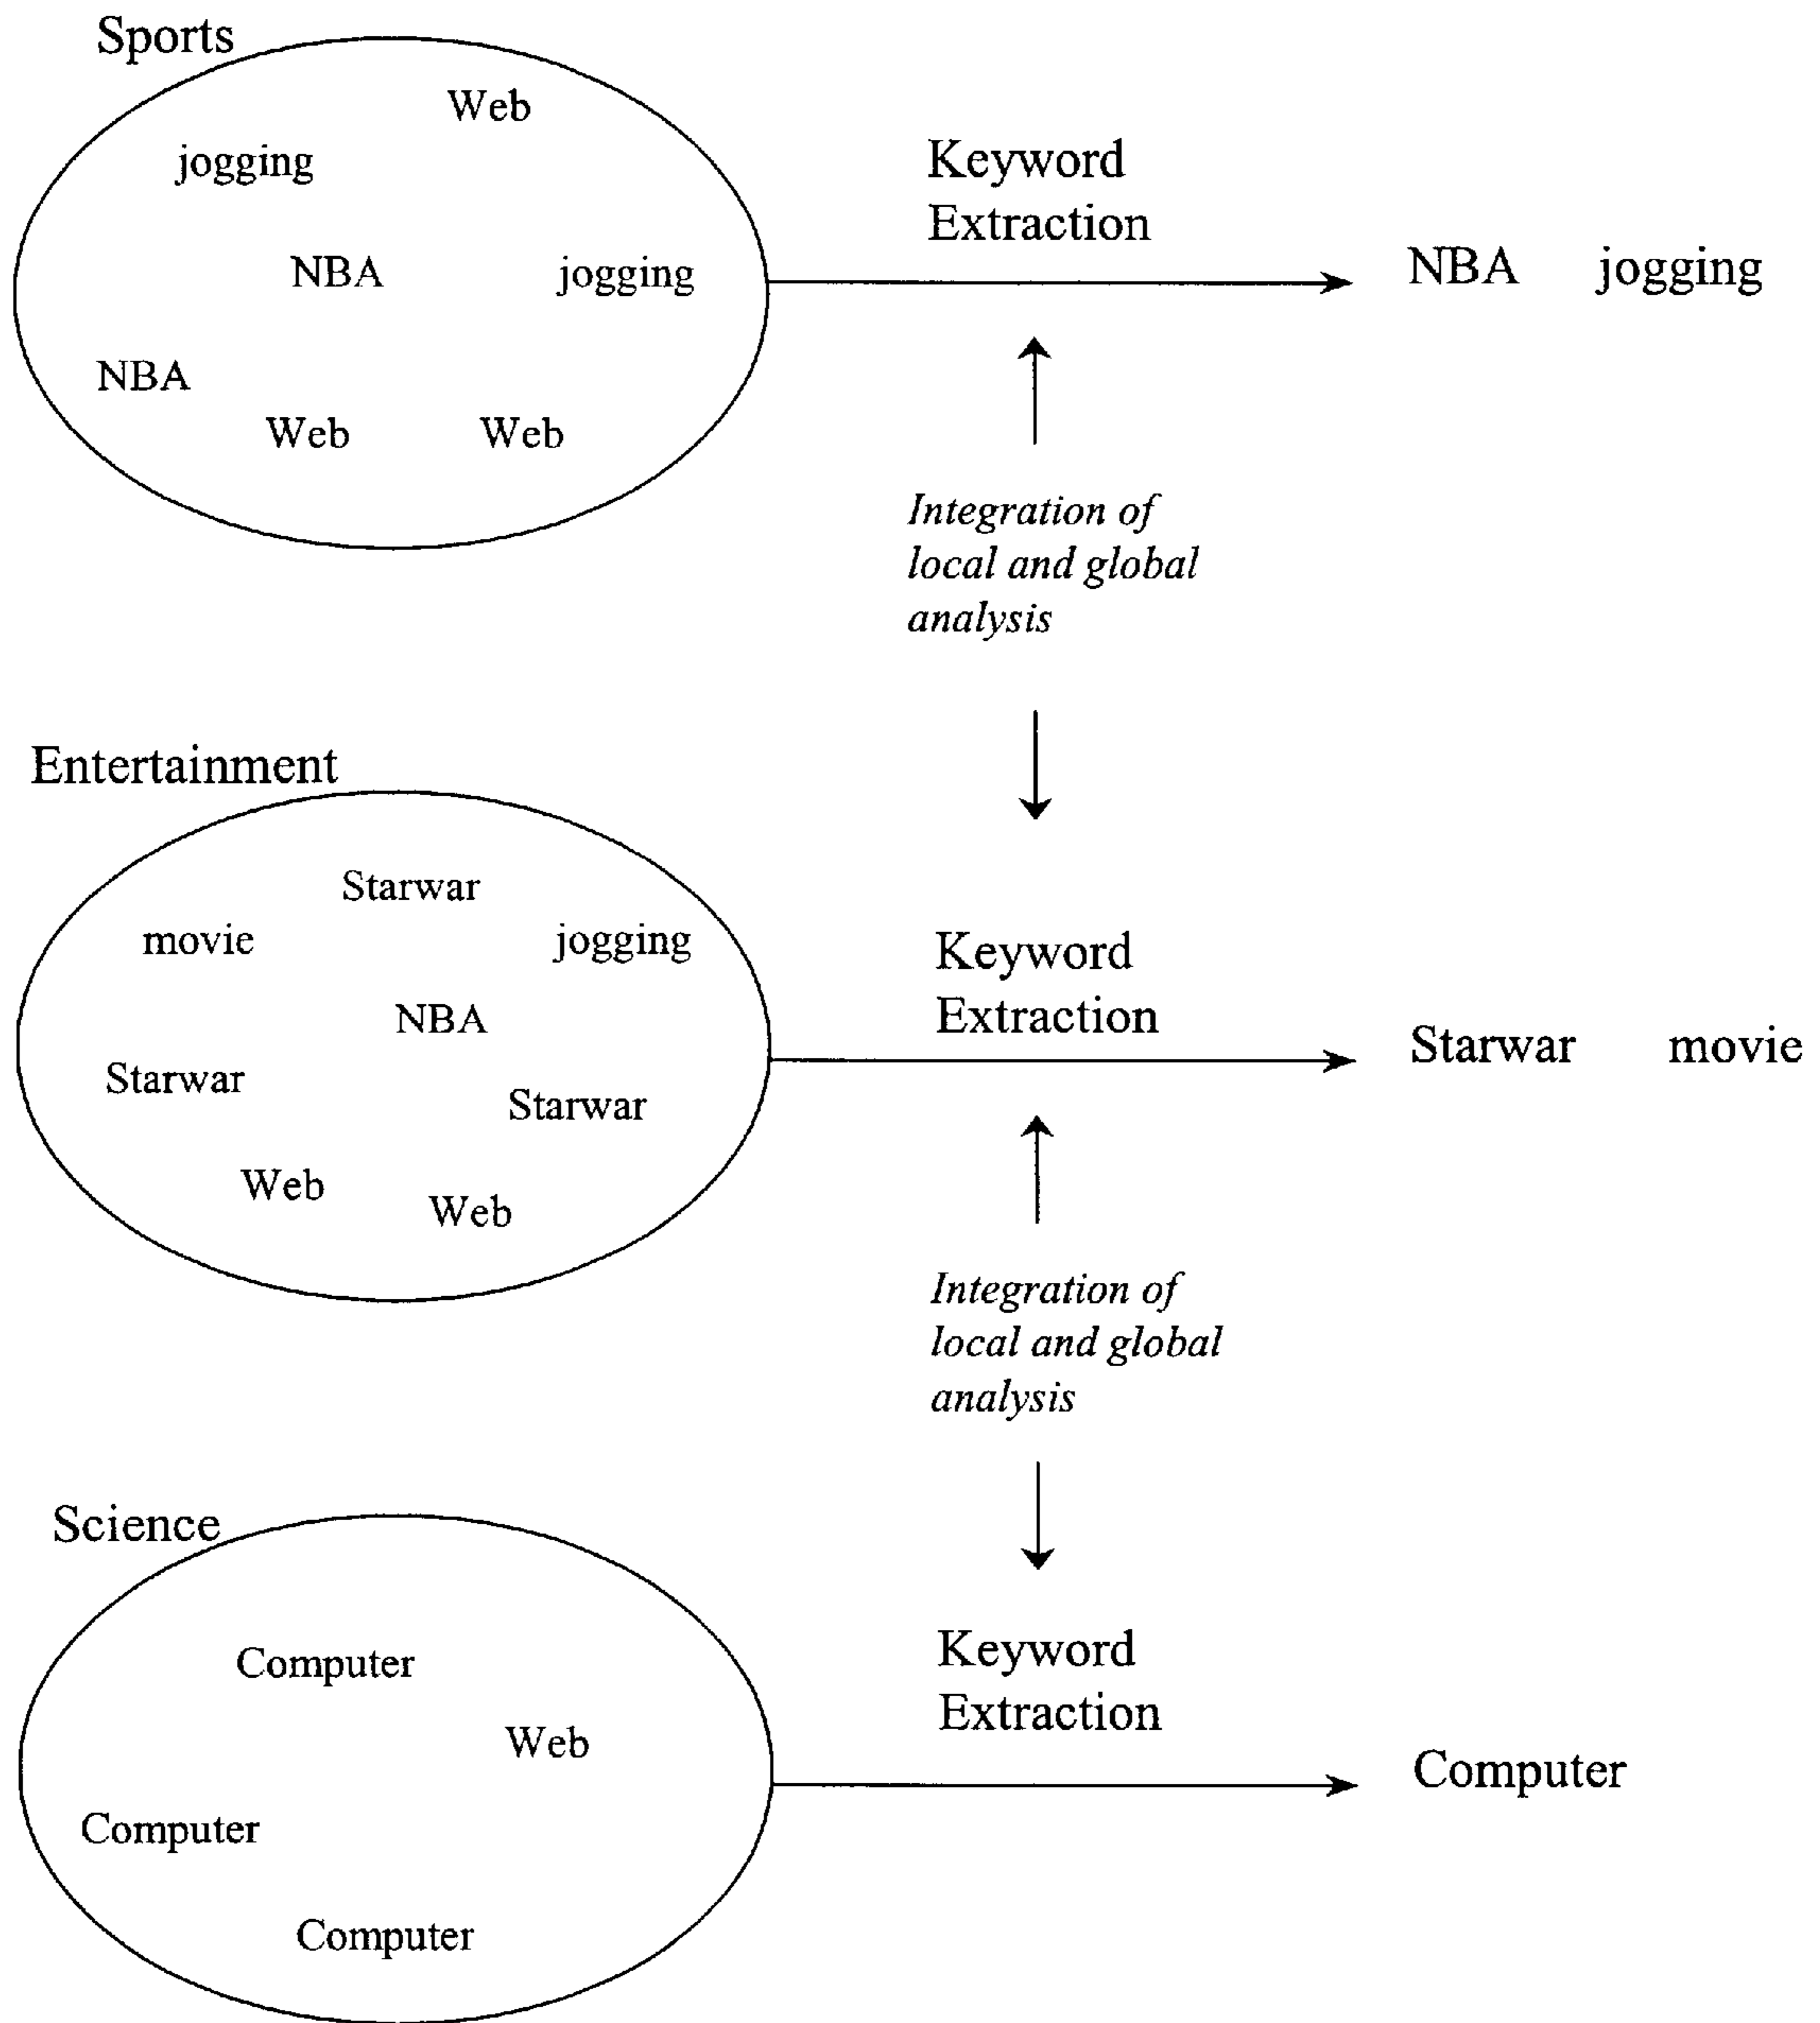 Sports
Web
jogging
NBA
jogging
NBA
Web
Web
Keyword
Extraction
NBA jogging
Integration of
local and global
analysis
Entertainment
Starwar
movie
jogging
NBA
Starwar
Starwar
Web
Web
Keyword
Extraction
Starwar movie
Integration of
local and global
analysis
Science
Computer
Web
Computer
Computer
Keyword
Extraction
Computer